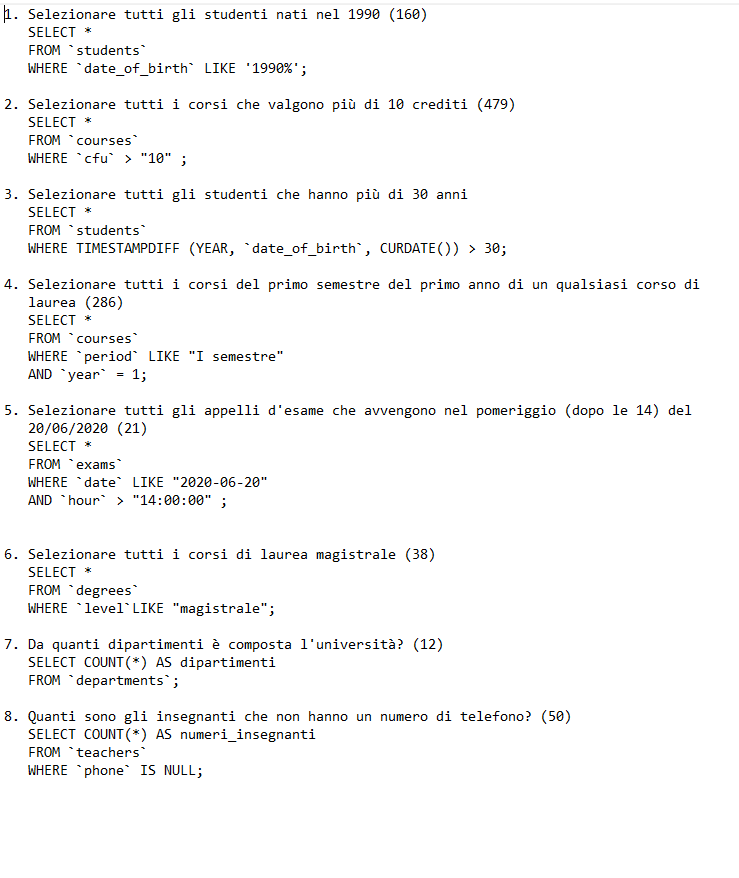 1. Selezionare tutti gli studenti nati nel 1990 (160)
SELECT *
FROM `students`
WHERE `date_of_birth` LIKE '1990%';
2. Selezionare tutti i corsi che valgono più di 10 crediti (479)
SELECT *
FROM `courses`
WHERE `cfu` > "10" ;
3. Selezionare tutti gli studenti che hanno più di 30 anni
SELECT *
FROM `students`
WHERE TIMESTAMPDIFF (YEAR, `date_of_birth`, CURDATE()) > 30;
4. Selezionare tutti i corsi del primo semestre del primo anno di un qualsiasi corso di
laurea (286)
SELECT *
FROM `courses`
WHERE `period` LIKE "I semestre"
AND `year` = 1;
5. Selezionare tutti gli appelli d'esame che avvengono nel pomeriggio (dopo le 14) del
20/06/2020 (21)
SELECT *
FROM `exams`
WHERE `date` LIKE "2020-06-20"
AND `hour` > "14:00:00" ;
6. Selezionare tutti i corsi di laurea magistrale (38)
SELECT *
FROM `degrees`
WHERE `level`LIKE "magistrale";
7. Da quanti dipartimenti è composta l'università? (12)
SELECT COUNT(*) AS dipartimenti
FROM `departments`;
8. Quanti sono gli insegnanti che non hanno un numero di telefono? (50)
SELECT COUNT(*) AS numeri_insegnanti
FROM `teachers`
WHERE `phone` IS NULL;